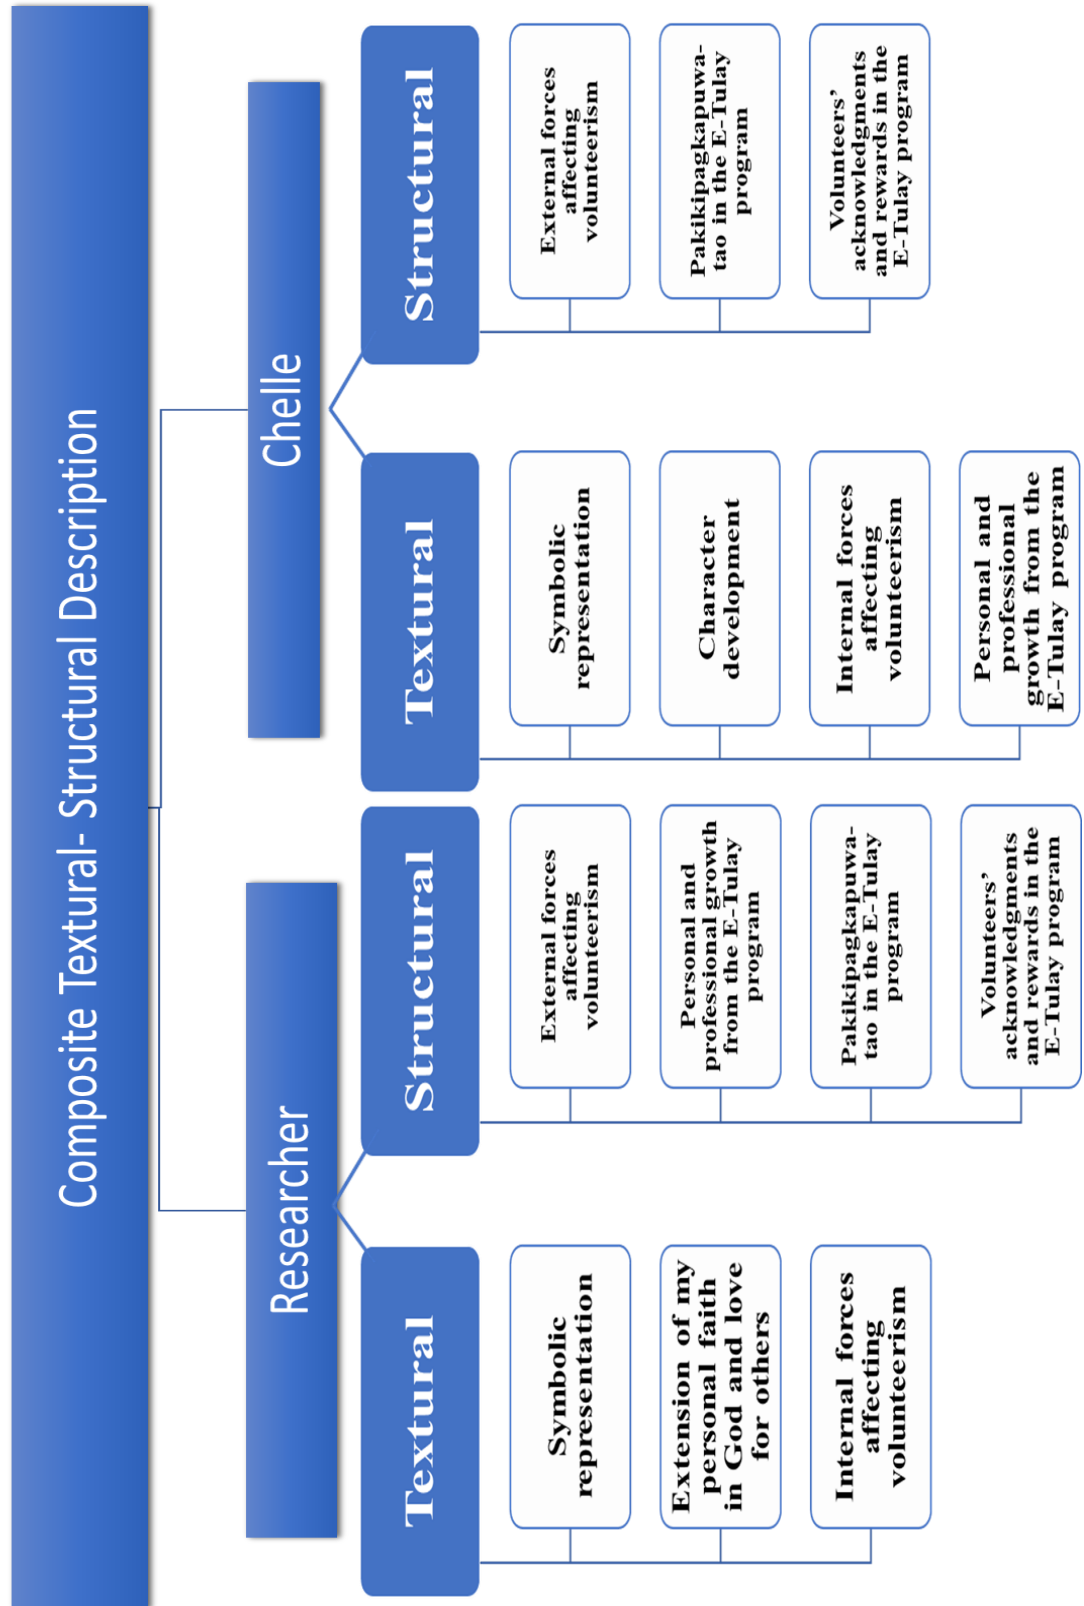 Composite Textural- Structural Description
Researcher
Textural
Symbolic
representation
Extension of my
personal faith
in God and love
for others
Internal forces
affecting
volunteerism
Structural
External forces
affecting
volunteerism
Personal and
professional growth
from the E-Tulay
program
Pakikipagkapuwa-
tao in the E-Tulay
program
Volunteers’
acknowledgments
and rewards in the
E-Tulay program
Chelle
Textural
Symbolic
representation
Character
development
Internal forces
affecting
volunteerism
Personal and
professional
growth from the
E-Tulay program
Structural
External forces
affecting
volunteerism
Pakikipagkapuwa-
tao in the E-Tulay
program
Volunteers’
acknowledgments
and rewards in the
E-Tulay program